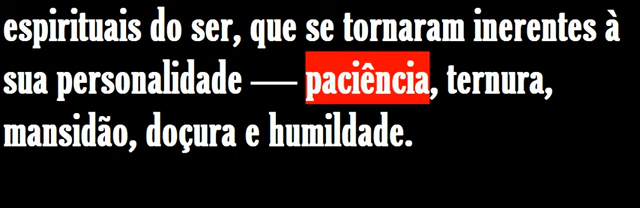 espirituais do ser, que se tornaram inerentes à
sua personalidade — paciência, ternura,
mansidão, doçura e humildade.